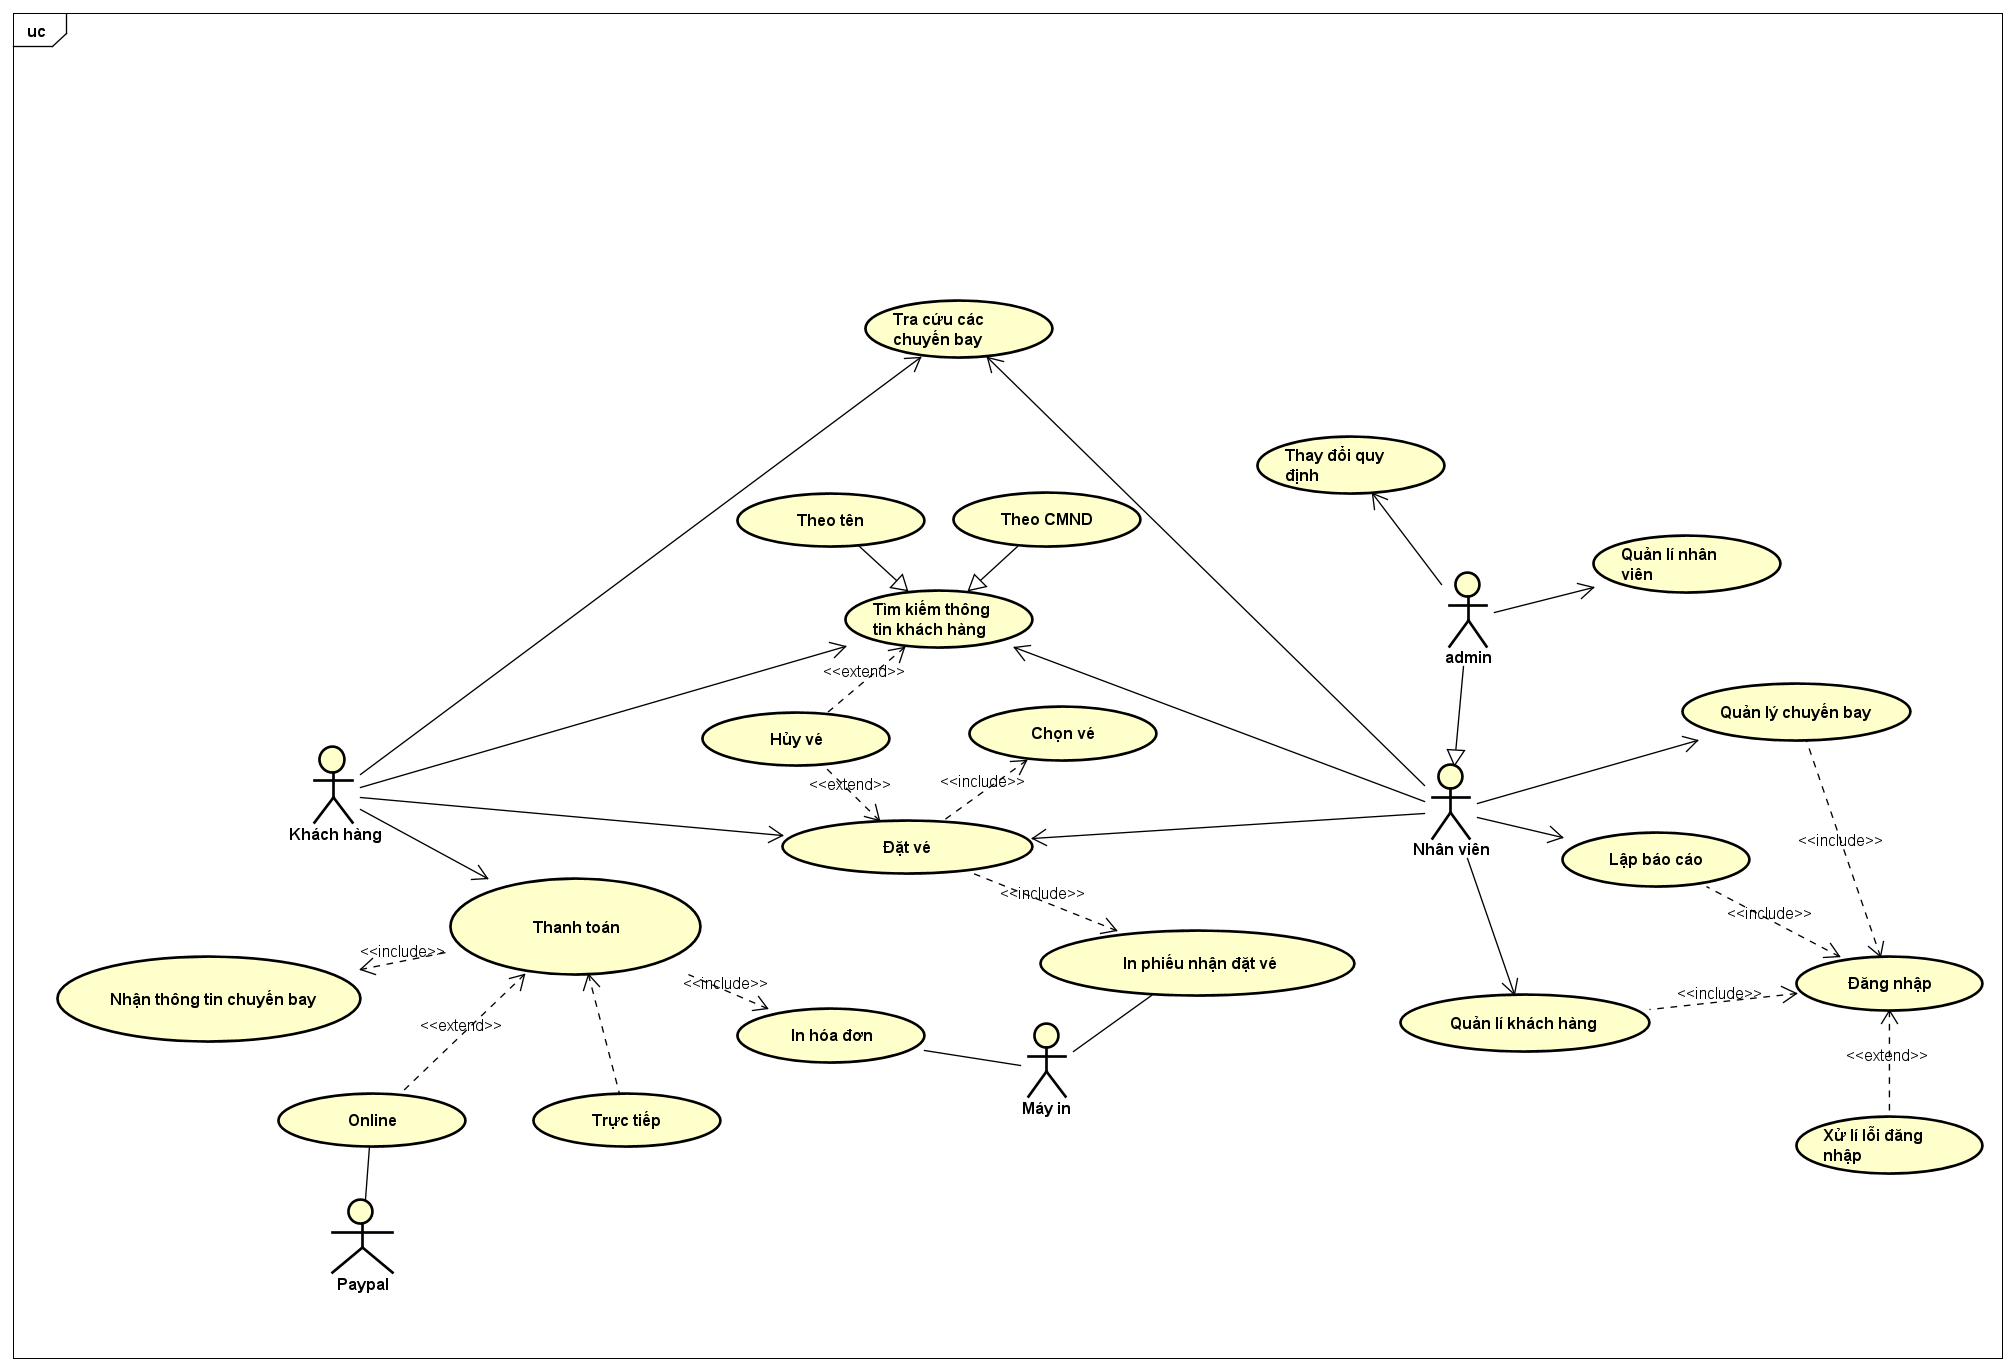 uc
Tra cứu các
chuyến bay
Thay đổi quy
định
Theo tên
Theo CMND
Quản lí nhân
viên
Tìm kiếm thông
tin khách hàng
admin
<<extend>>
Hủy vé
Chọn vé
Quản lý chuyến bay
<<extend>>
<<include>>
Khách hàng
Đặt vé
Nhân viên
<<include>>
Lập báo cáo
<<include>>
<<include>>
Thanh toán
<<include>>
<<include>>
In phiếu nhận đặt vé
Đăng nhập
Nhận thông tin chuyến bay
<<include>>
<<include>>
<<extend>>
In hóa đơn
Quản lí khách hàng
<<extend>>
Máy in
Online
Trực tiếp
Xử lí lỗi đăng
nhập
Paypal